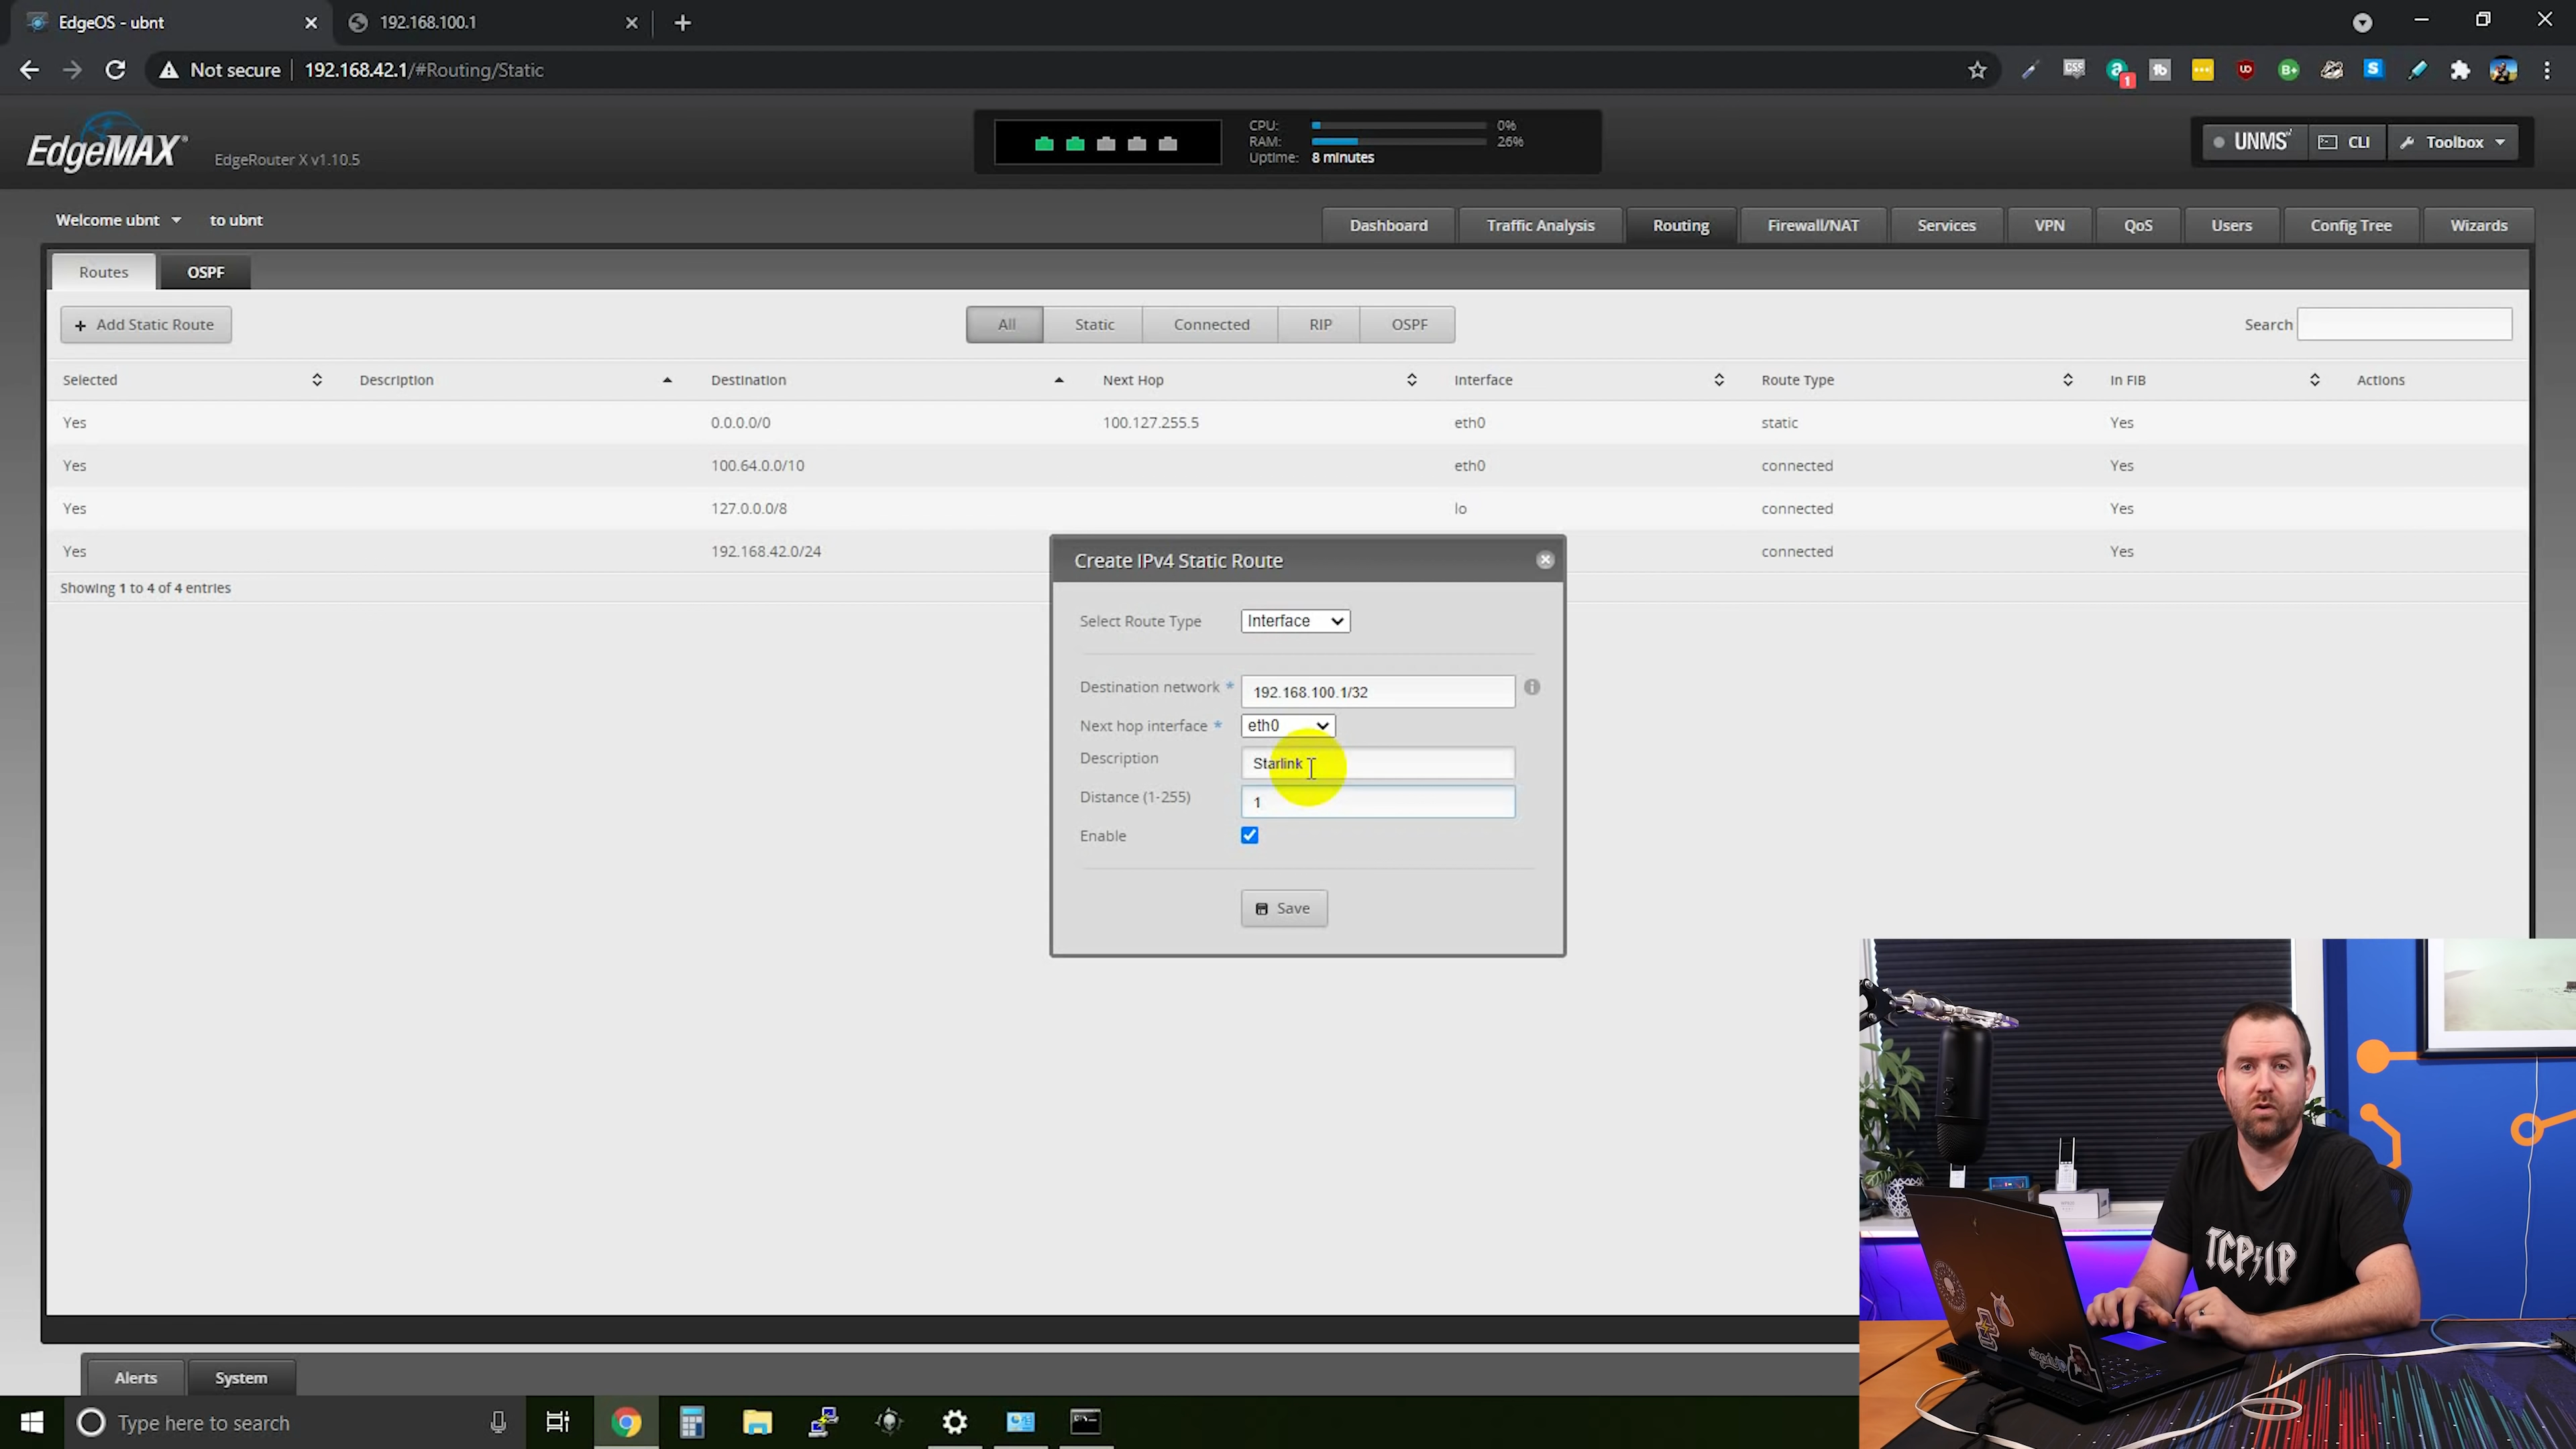 EdgeOS - ubnt
192.168.100.1
Not secure 192.168.42.1/#Routing/Static
EdgeMAX® EdgeRouter X v1.10.5
CPU: 0%
RAM: 26%
Uptime: 8 minutes
UNMS CLI Toolbox
Welcome ubnt to ubnt
Dashboard Traffic Analysis Routing Firewall/NAT Services VPN QoS Users Config Tree Wizards
Routes OSPF
+ Add Static Route All Static Connected RIP OSPF Search
Selected Description Destination Next Hop Interface Route Type In FIB Actions
Yes 0.0.0.0/0 100.127.255.5 eth0 static Yes
Yes 100.64.0.0/10 eth0 connected Yes
Yes 127.0.0.0/8 lo connected Yes
Yes 192.168.42.0/24 connected Yes
Showing 1 to 4 of 4 entries
Create IPv4 Static Route
Select Route Type Interface
Destination network * 192.168.100.1/32
Next hop interface * eth0
Description Starlink
Distance (1-255) 1
Enable
Save
TCP/IP
Alerts System
Type here to search